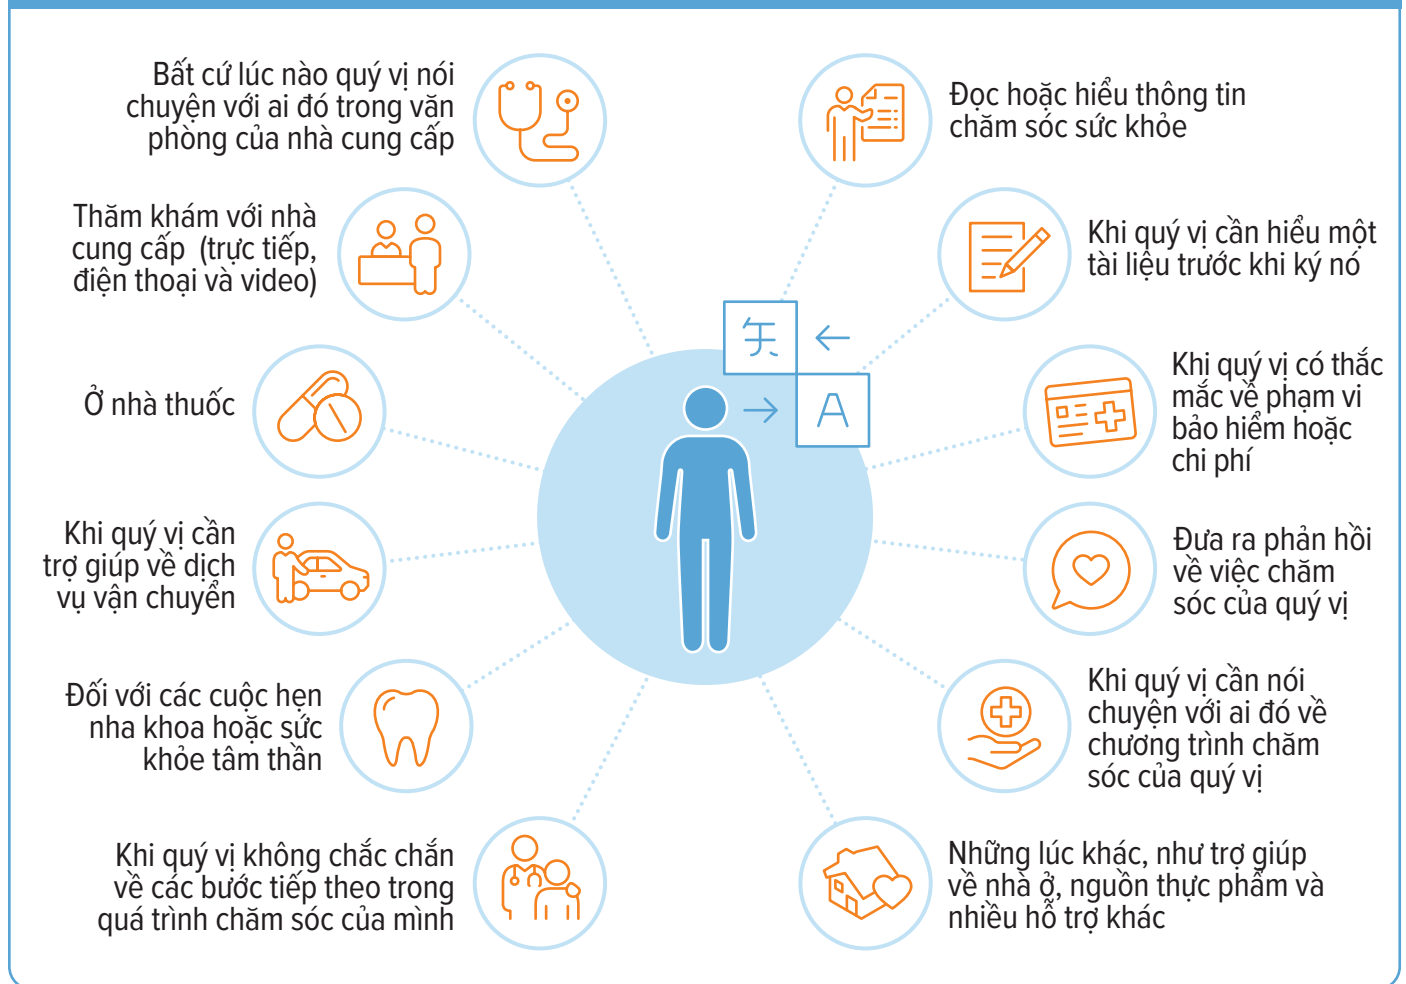 Bất cứ lúc nào quý vị nói
chuyện với ai đó trong văn
phòng của nhà cung cấp
Thăm khám với nhà
cung cấp (trực tiếp,
điện thoại và video)
Ở nhà thuốc
Khi quý vị cần
trợ giúp về dịch
vụ vận chuyển
Đối với các cuộc hẹn
nha khoa hoặc sức
khỏe tâm thần
Khi quý vị không chắc chắn
về các bước tiếp theo trong
quá trình chăm sóc của mình
A
Đọc hoặc hiểu thông tin
chăm sóc sức khỏe
Khi quý vị cần hiểu một
tài liệu trước khi ký nó
Khi quý vị có thắc
mắc về phạm vi
bảo hiểm hoặc
chi phí
Đưa ra phản hồi
về việc chăm
sóc của quý vị
Khi quý vị cần nói
chuyện với ai đó về
chương trình chăm
sóc của quý vị
Những lúc khác, như trợ giúp
về nhà ở, nguồn thực phẩm và
nhiều hỗ trợ khác